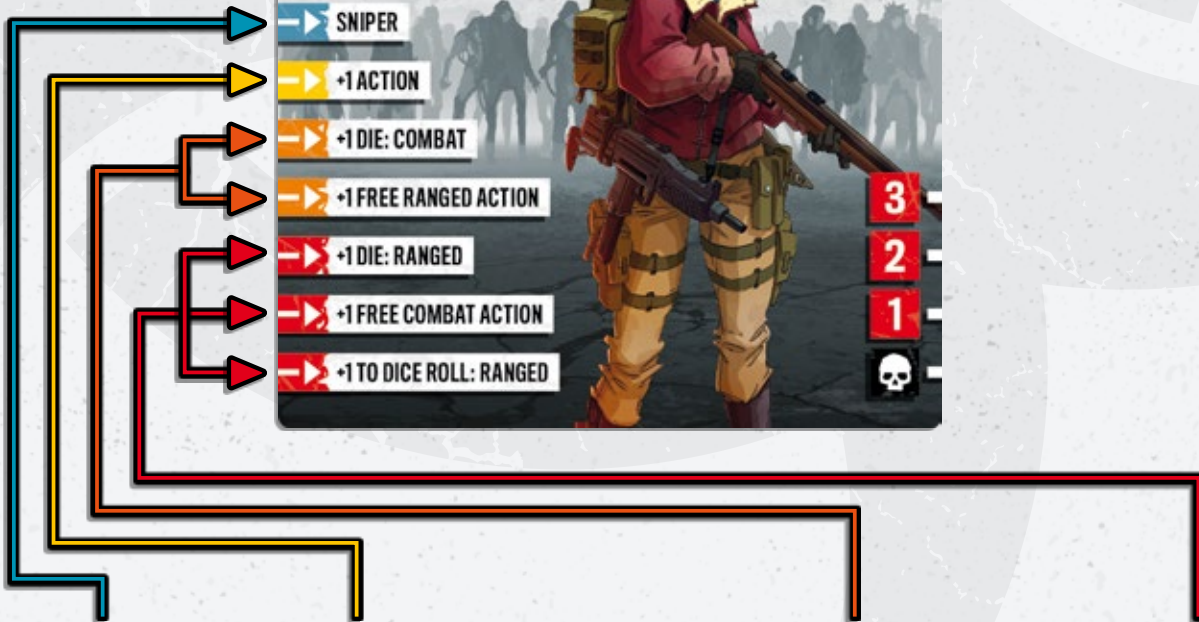 SNIPER
+1 ACTION
+1 DIE: COMBAT
+1 FREE RANGED ACTION
3
+1 DIE: RANGED
2
+1 FREE COMBAT ACTION
1
+1 TO DICE ROLL: RANGED